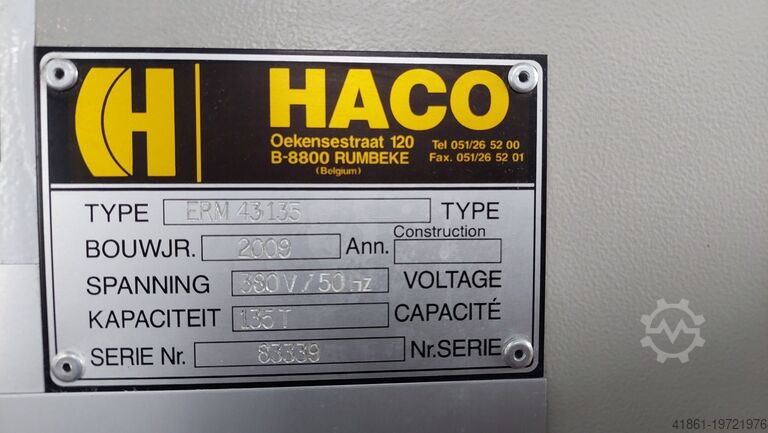 HACO
Oekensestraat 120 Tel 051/26 52 00
B-8800 RUMBEKE Fax. 051/26 52 01
(Belgium)
TYPE ERM 43135 TYPE
BOUWJR. 2009 Ann. Construction
SPANNING 380 V / 50 Hz VOLTAGE
KAPACITEIT 135 T CAPACITÉ
SERIE Nr. 83339 Nr. SERIE
41861-19721976